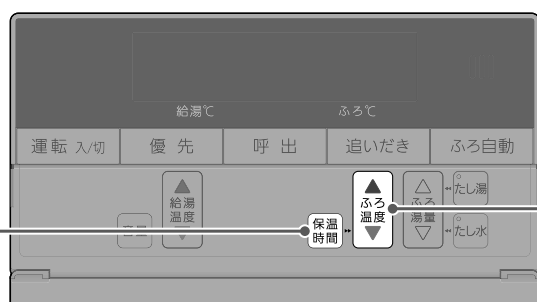 給湯℃ ふろ℃
運転 入/切 優先 呼出 追いだき ふろ自動
給湯
温度
音量
保温
時間
ふろ
温度
ふろ
湯量
たし湯
たし水